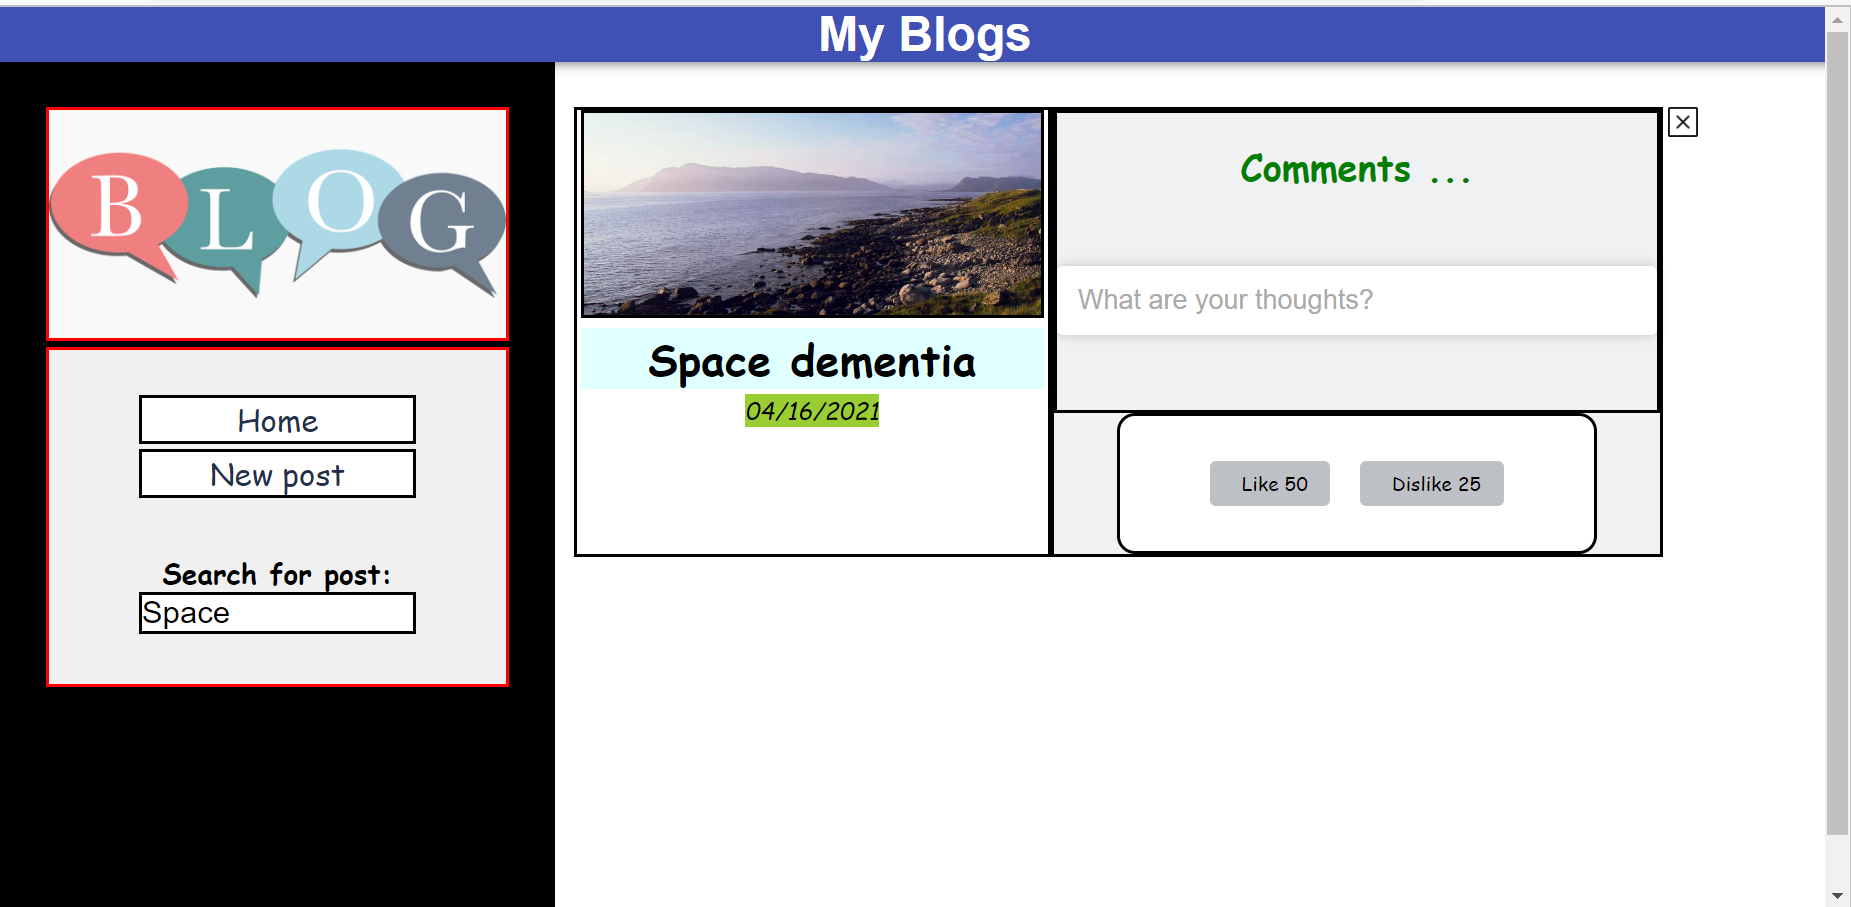 My Blogs
BLOG
Home
New post
Search for post:
Space
Space dementia
04/16/2021
Comments ...
What are your thoughts?
Like 50
Dislike 25